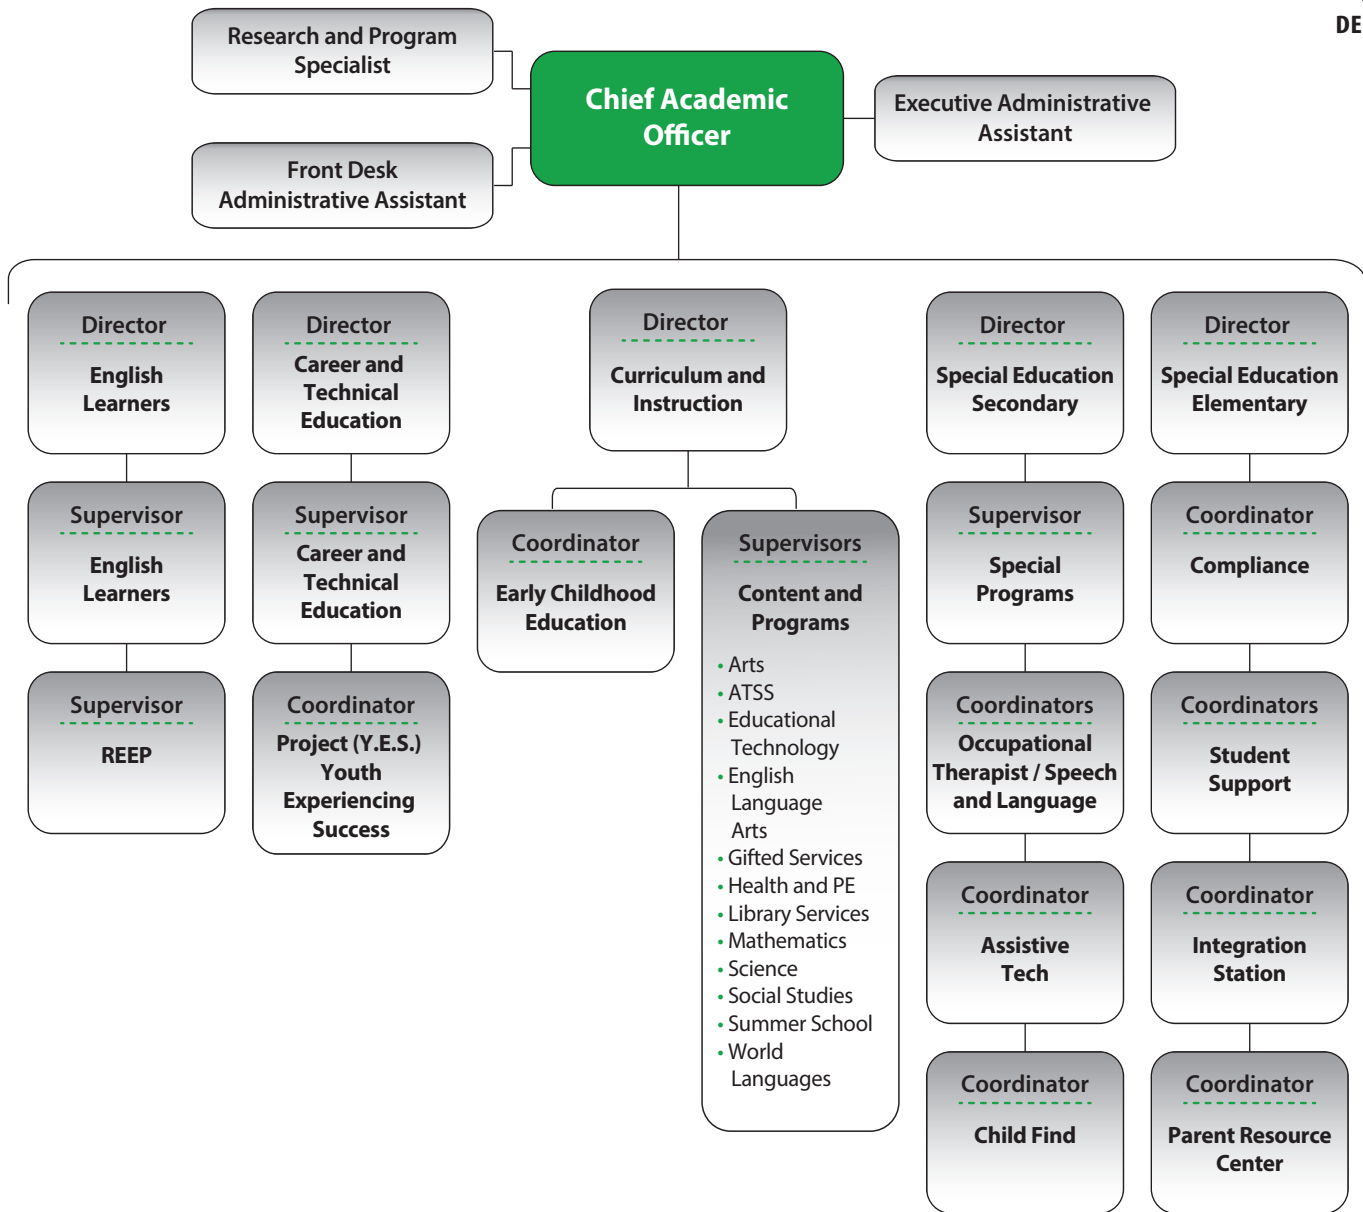 DE
Research and Program
Specialist
Chief Academic
Officer
Executive Administrative
Assistant
Front Desk
Administrative Assistant
Director
English
Learners
Supervisor
English
Learners
Supervisor
REEP
Director
Career and
Technical
Education
Supervisor
Career and
Technical
Education
Coordinator
Project (Y.E.S.)
Youth
Experiencing
Success
Director
Curriculum and
Instruction
Coordinator
Early Childhood
Education
Supervisors
Content and
Programs
• Arts
• ATSS
• Educational
Technology
• English
Language
Arts
• Gifted Services
• Health and PE
• Library Services
• Mathematics
• Science
• Social Studies
• Summer School
• World
Languages
Director
Special Education
Secondary
Supervisor
Special
Programs
Coordinators
Occupational
Therapist / Speech
and Language
Coordinator
Assistive
Tech
Coordinator
Child Find
Director
Special Education
Elementary
Coordinator
Compliance
Coordinators
Student
Support
Coordinator
Integration
Station
Coordinator
Parent Resource
Center